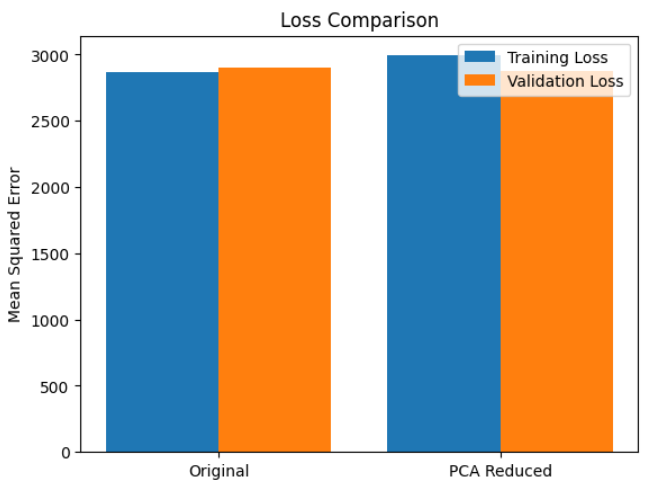 Loss Comparison
Training Loss
Validation Loss
Mean Squared Error
3000
2500
2000
1500
1000
500
0
Original
PCA Reduced